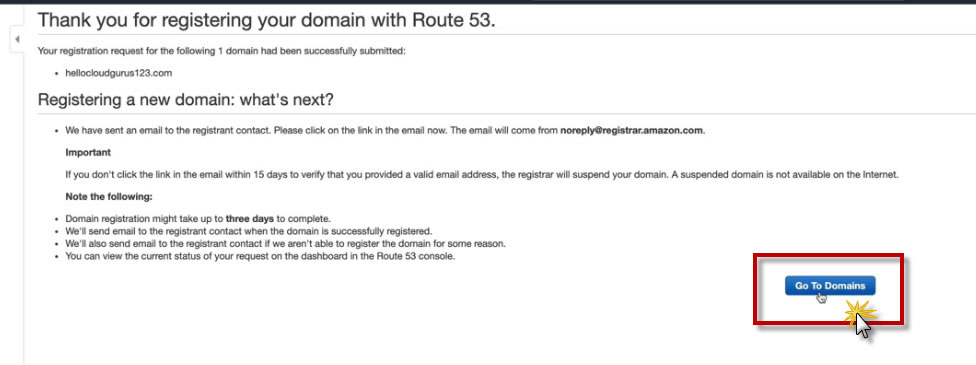 Thank you for registering your domain with Route 53.
Your registration request for the following 1 domain had been successfully submitted:
• hellocloudgurus123.com
Registering a new domain: what's next?
• We have sent an email to the registrant contact. Please click on the link in the email now. The email will come from noreply@registrar.amazon.com.
Important
If you don't click the link in the email within 15 days to verify that you provided a valid email address, the registrar will suspend your domain. A suspended domain is not available on the Internet.
Note the following:
• Domain registration might take up to three days to complete.
• We'll send email to the registrant contact when the domain is successfully registered.
• We'll also send email to the registrant contact if we aren't able to register the domain for some reason.
• You can view the current status of your request on the dashboard in the Route 53 console.
Go To Domains